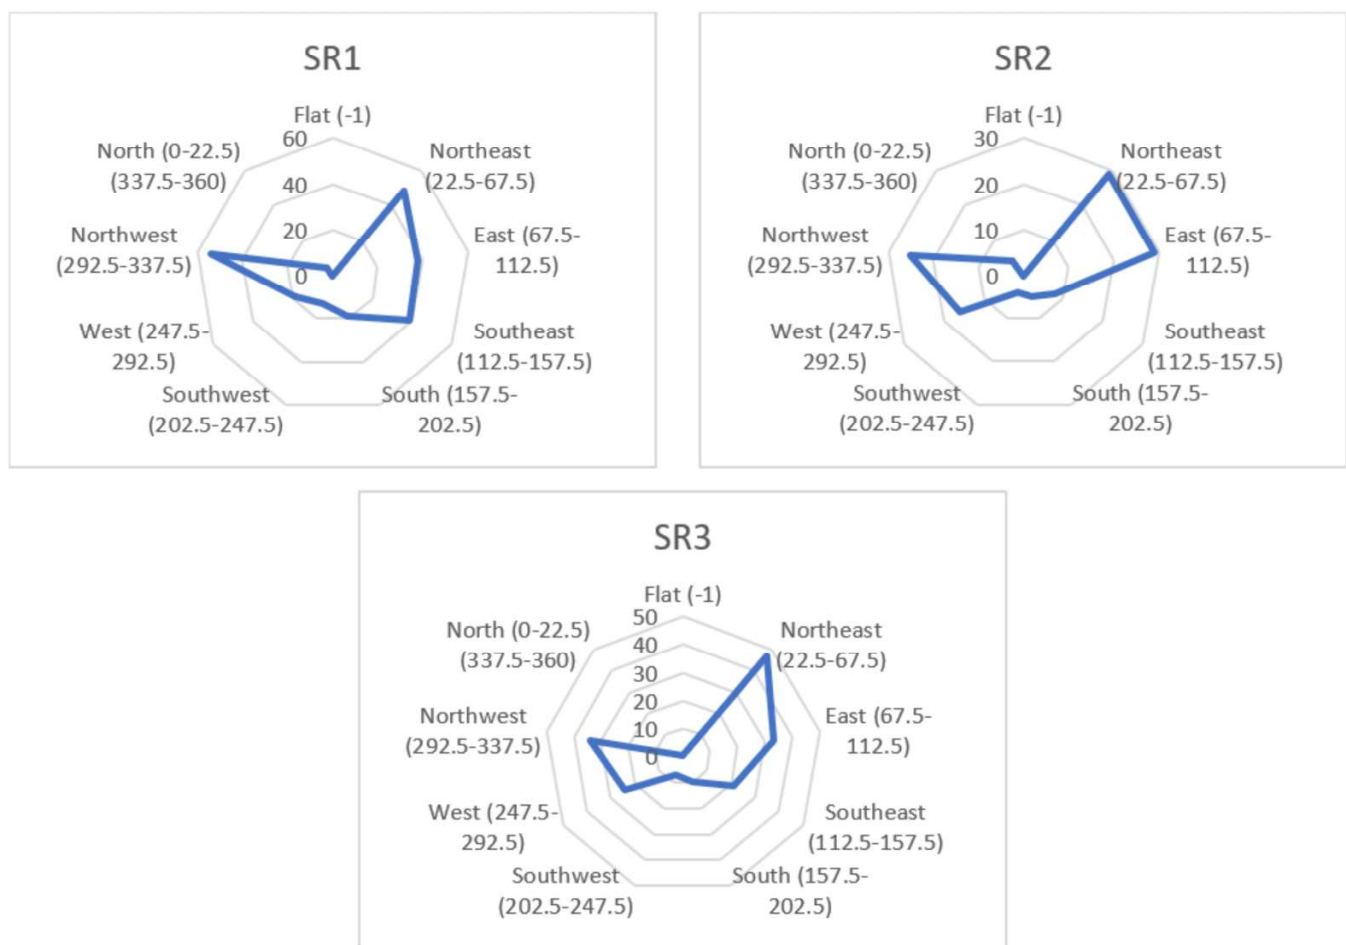 SR1
Flat (-1)
60
40
20
0
Northeast
(22.5-67.5)
East (67.5-
112.5)
Southeast
(112.5-157.5)
South (157.5-
202.5)
Southwest
(202.5-247.5)
West (247.5-
292.5)
Northwest
(292.5-337.5)
North (0-22.5)
(337.5-360)
SR2
Flat (-1)
30
20
10
0
Northeast
(22.5-67.5)
East (67.5-
112.5)
Southeast
(112.5-157.5)
South (157.5-
202.5)
Southwest
(202.5-247.5)
West (247.5-
292.5)
Northwest
(292.5-337.5)
North (0-22.5)
(337.5-360)
SR3
Flat (-1)
50
40
30
20
10
0
Northeast
(22.5-67.5)
East (67.5-
112.5)
Southeast
(112.5-157.5)
South (157.5-
202.5)
Southwest
(202.5-247.5)
West (247.5-
292.5)
Northwest
(292.5-337.5)
North (0-22.5)
(337.5-360)